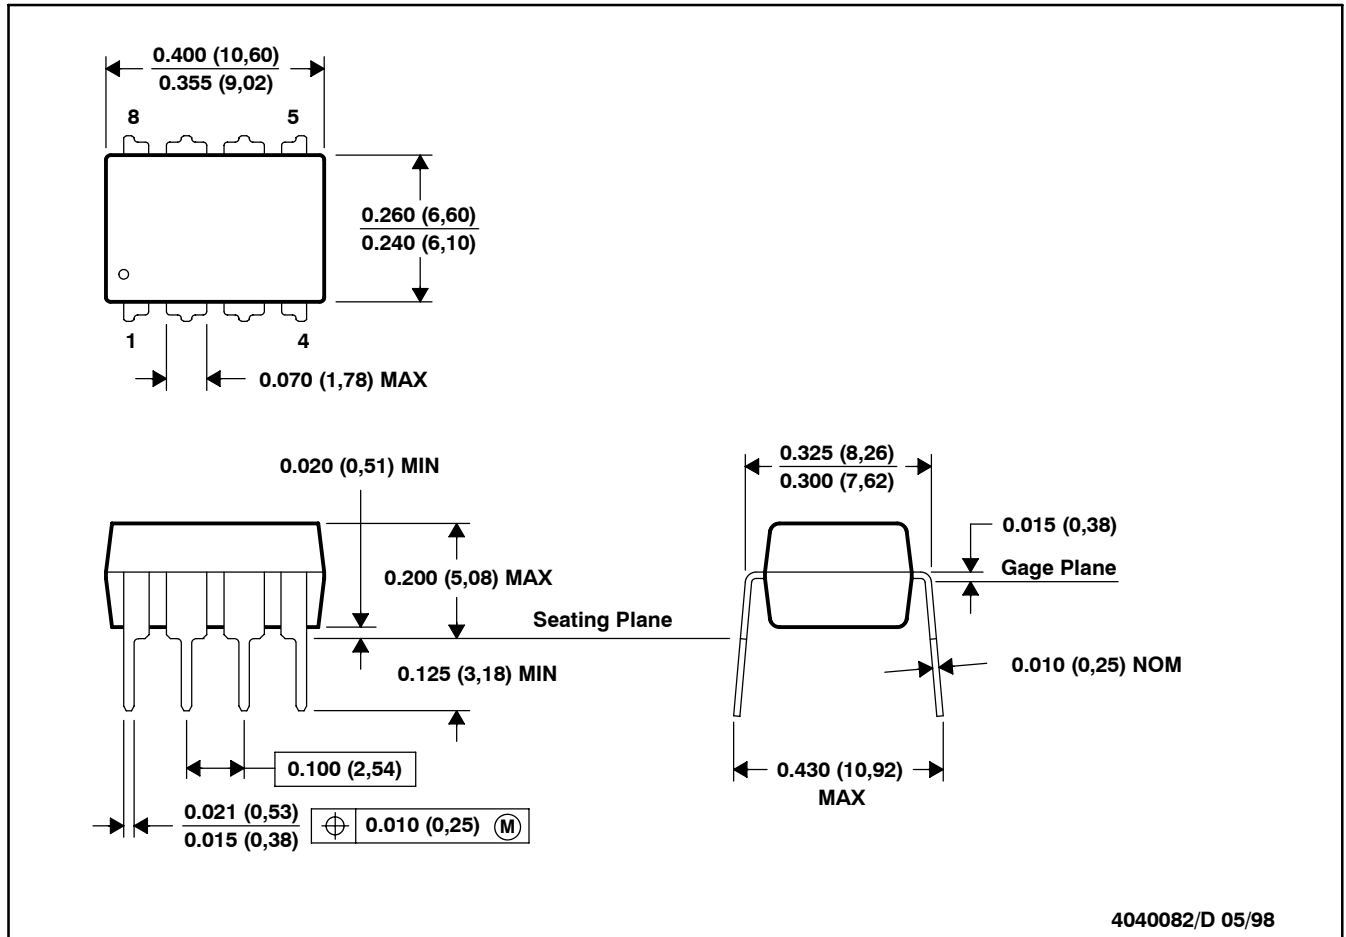 0.400 (10,60)
0.355 (9,02)
8
5
0.260 (6,60)
0.240 (6,10)
1
4
0.070 (1,78) MAX
0.020 (0,51) MIN
0.200 (5,08) MAX
Seating Plane
0.125 (3,18) MIN
0.100 (2,54)
0.021 (0,53)
0.015 (0,38)
0.010 (0,25) M
0.325 (8,26)
0.300 (7,62)
0.015 (0,38)
Gage Plane
0.010 (0,25) NOM
0.430 (10,92)
MAX
4040082/D 05/98